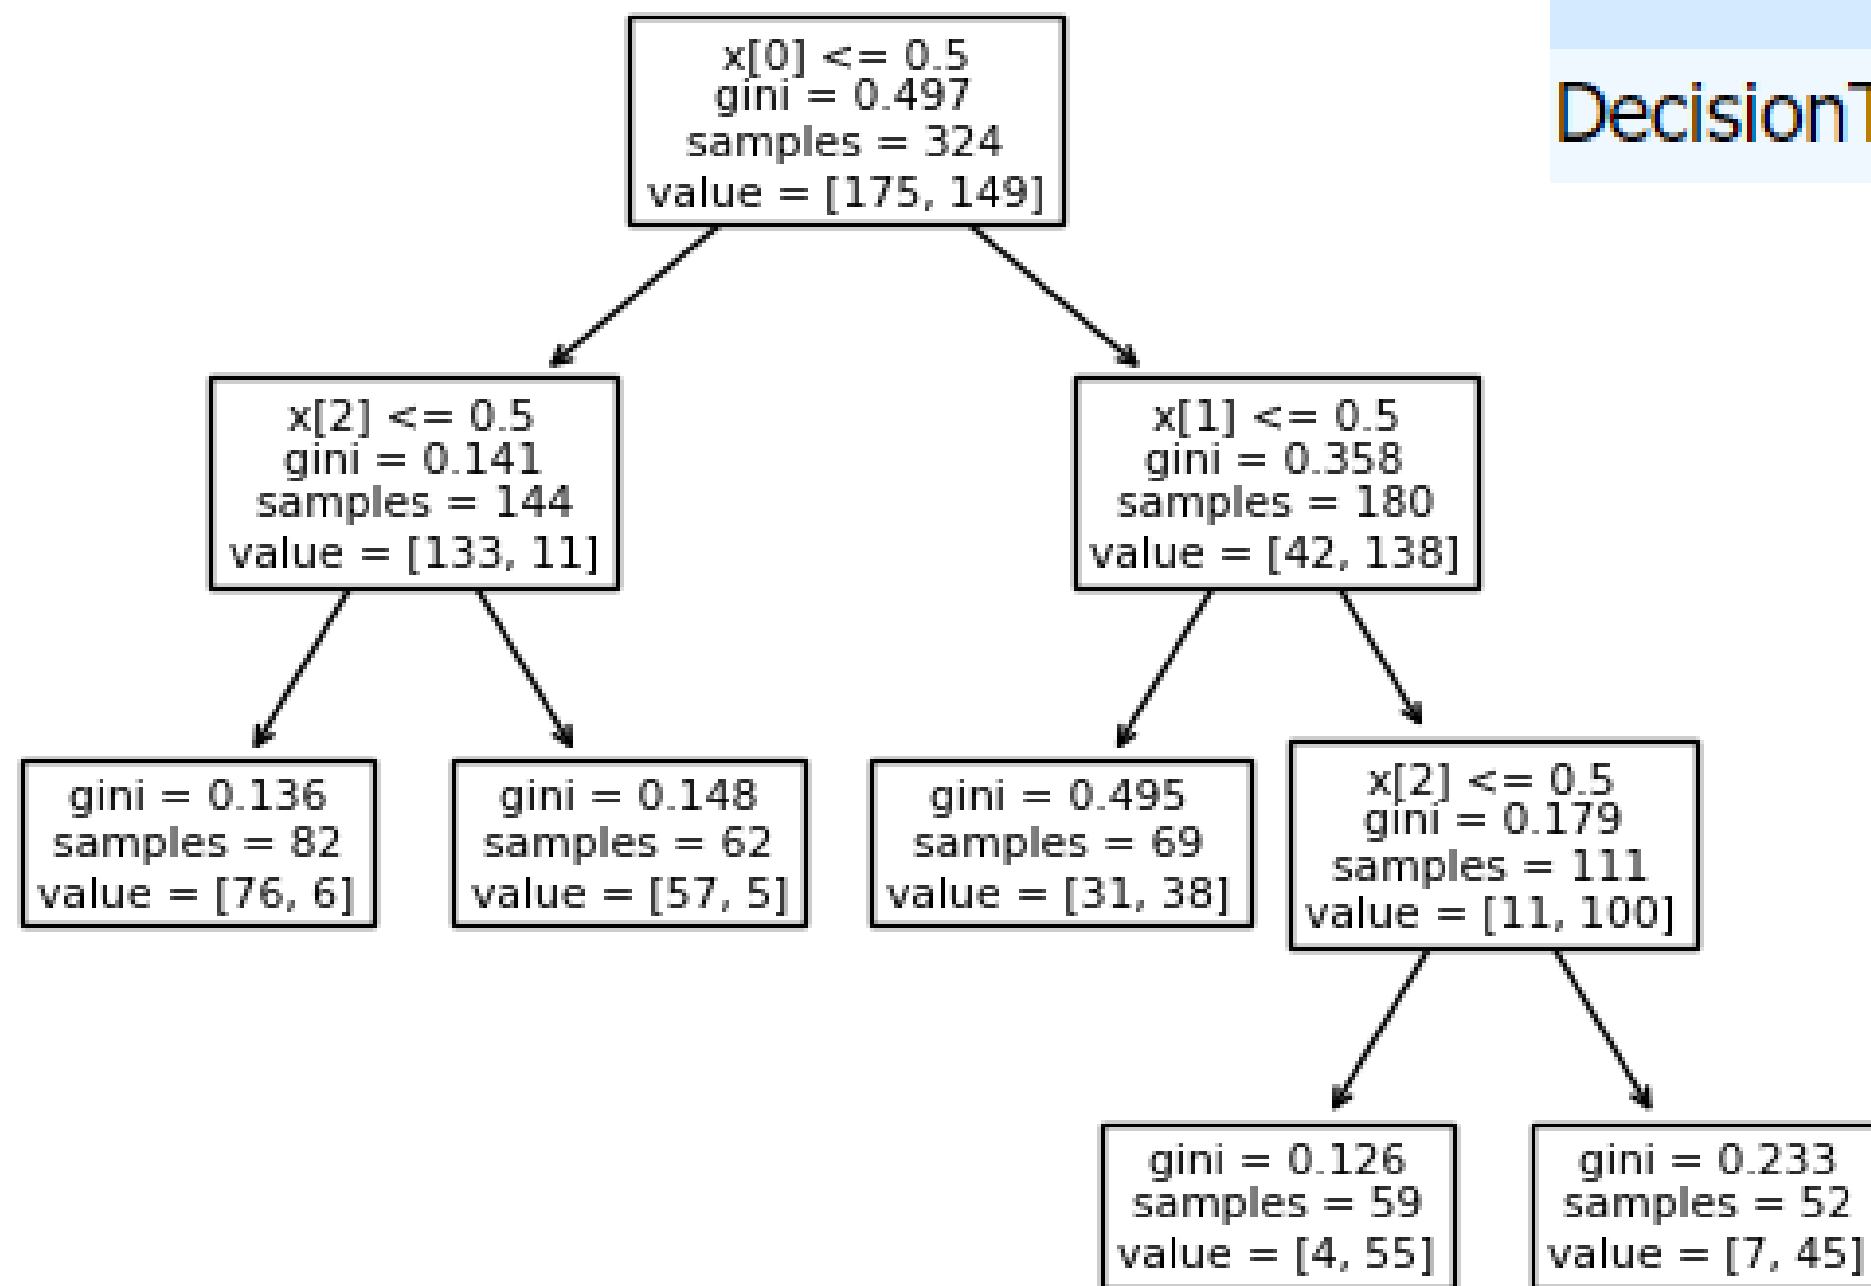 x[0] <= 0.5
gini = 0.497
samples = 324
value = [175, 149]
DecisionT
x[2] <= 0.5
gini = 0.141
samples = 144
value = [133, 11]
x[1] <= 0.5
gini = 0.358
samples = 180
value = [42, 138]
gini = 0.136
samples = 82
value = [76, 6]
gini = 0.148
samples = 62
value = [57, 5]
gini = 0.495
samples = 69
value = [31, 38]
x[2] <= 0.5
gini = 0.179
samples = 111
value = [11, 100]
gini = 0.126
samples = 59
value = [4, 55]
gini = 0.233
samples = 52
value = [7, 45]